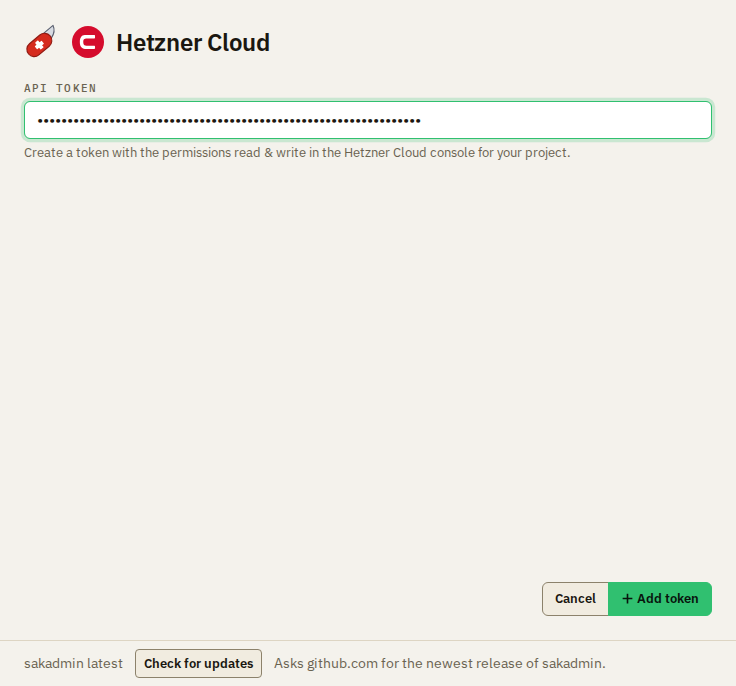 Hetzner Cloud
API TOKEN
••••••••••••••••••••••••••••••••••••••••••••••••••••••••••••••••
Create a token with the permissions read & write in the Hetzner Cloud console for your project.
Cancel
+ Add token
sakadmin latest
Check for updates
Asks github.com for the newest release of sakadmin.